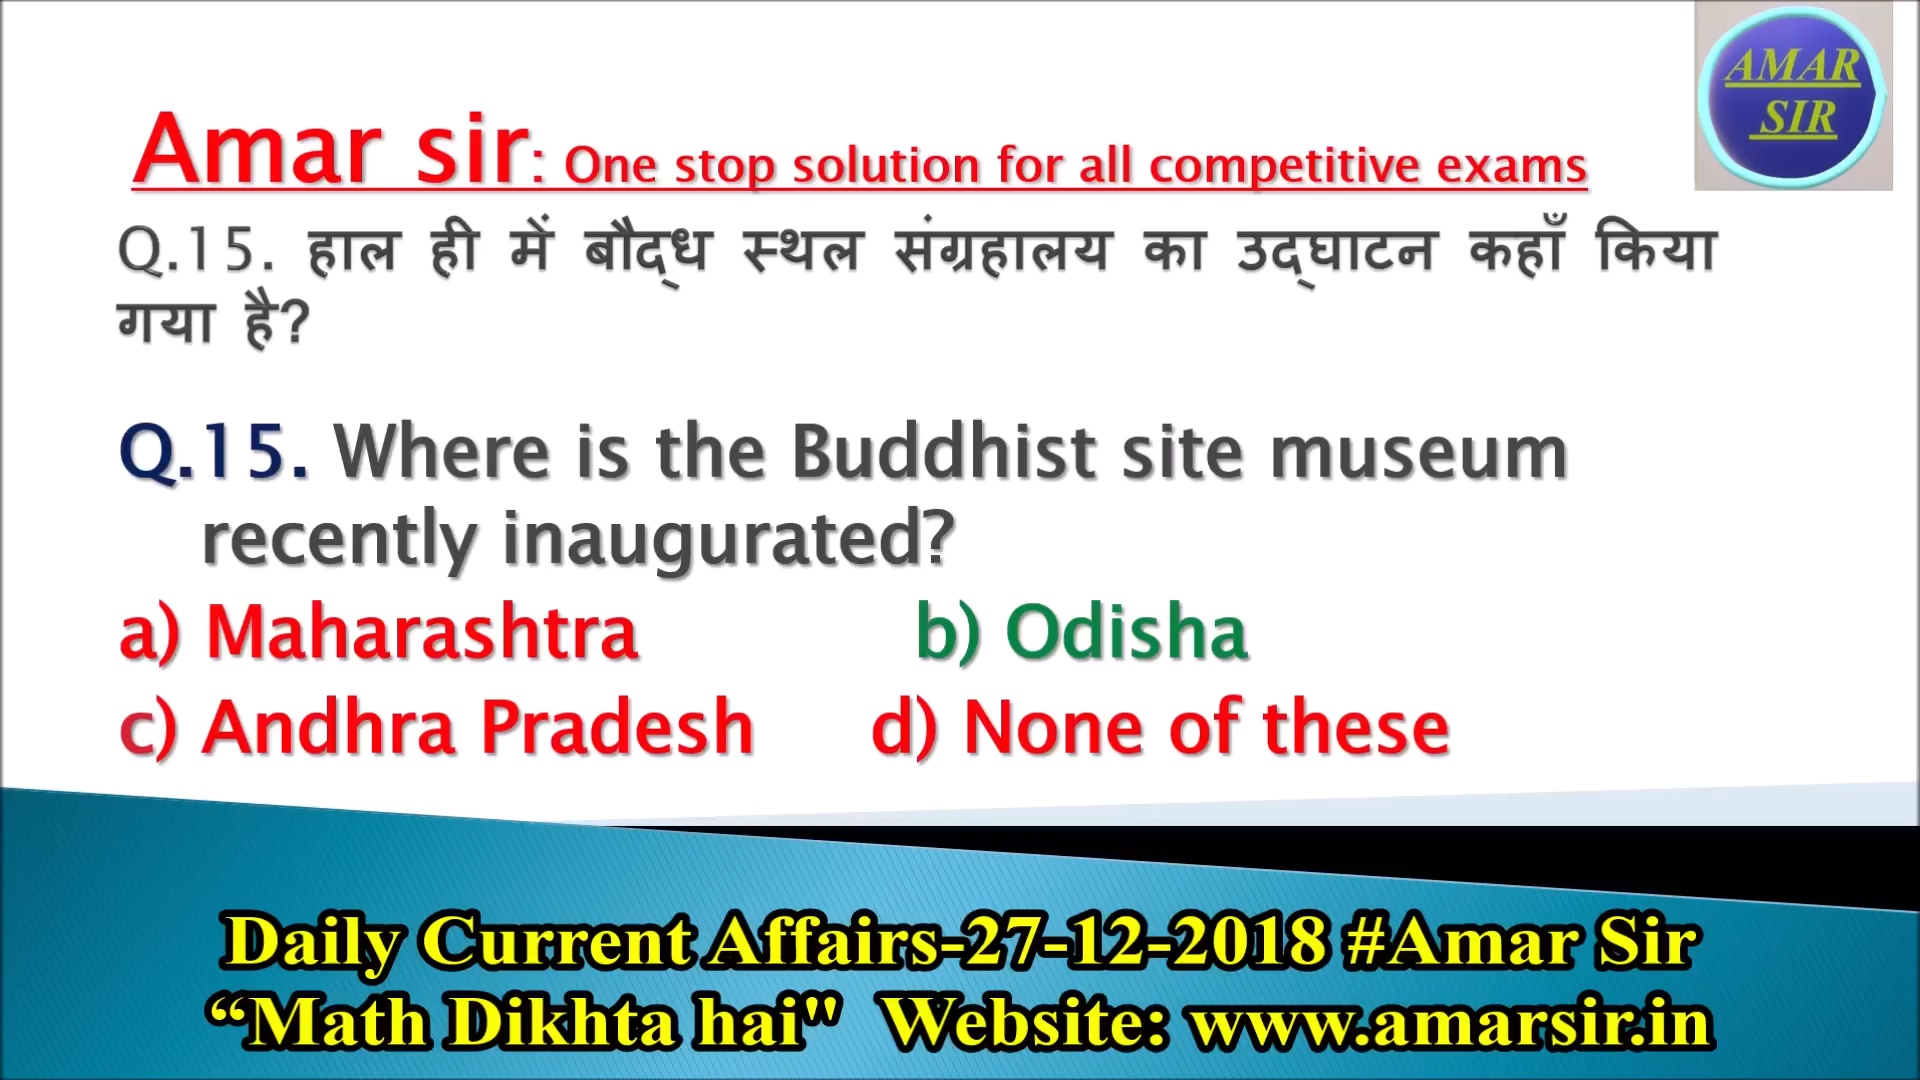 AMAR
SIR
Amar sir: One stop solution for all competitive exams
Q.15. हाल ही में बौद्ध स्थल संग्रहालय का उद्घाटन कहाँ किया
गया है?
Q.15. Where is the Buddhist site museum
recently inaugurated?
a) Maharashtra b) Odisha
c) Andhra Pradesh d) None of these
Daily Current Affairs-27-12-2018 #Amar Sir
“Math Dikhta hai" Website: www.amarsir.in